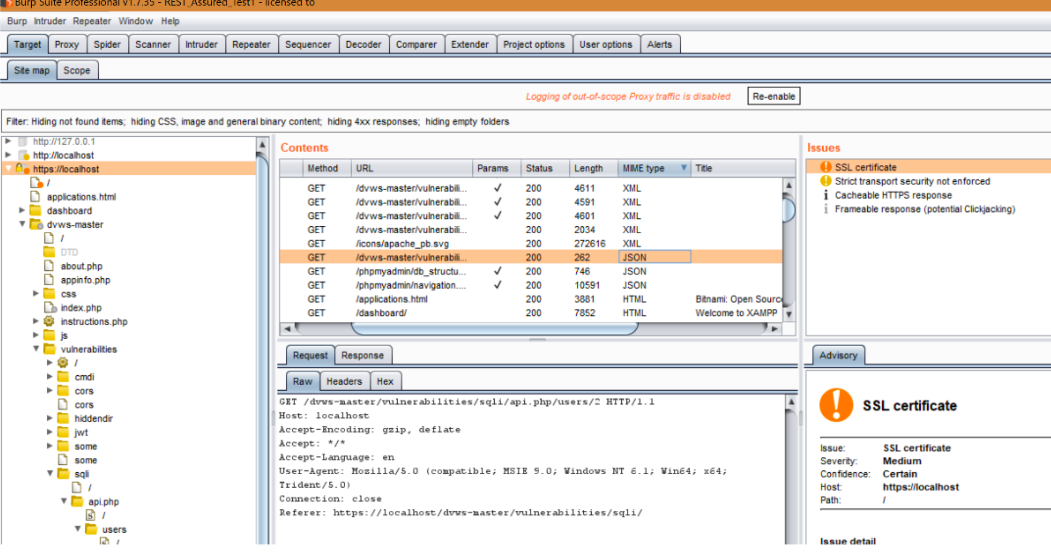 Burp Suite Professional v1.7.35 - REST_Assured_Test1 - licensed to
Burp Intruder Repeater Window Help
Target Proxy Spider Scanner Intruder Repeater Sequencer Decoder Comparer Extender Project options User options Alerts
Site map Scope
Logging of out-of-scope Proxy traffic is disabled Re-enable
Filter: Hiding not found items; hiding CSS, image and general binary content; hiding 4xx responses; hiding empty folders
http://127.0.0.1
http://localhost
https://localhost
/
applications.html
dashboard
dvws-master
/
DTD
about.php
appinfo.php
css
index.php
instructions.php
js
vulnerabilities
/
cmdi
cors
cors
hiddendir
jwt
some
some
sqli
/
api.php
/
users
/
Contents
Method URL Params Status Length MIME type Title
GET /dvws-master/vulnerabili... ✓ 200 4611 XML
GET /dvws-master/vulnerabili... ✓ 200 4591 XML
GET /dvws-master/vulnerabili... ✓ 200 4601 XML
GET /dvws-master/vulnerabili... 200 2034 XML
GET /icons/apache_pb.svg 200 272616 XML
GET /dvws-master/vulnerabili... 200 262 JSON
GET /phpmyadmin/db_structu... ✓ 200 746 JSON
GET /phpmyadmin/navigation.... ✓ 200 10591 JSON
GET /applications.html 200 3881 HTML Bitnami: Open Source
GET /dashboard/ 200 7852 HTML Welcome to XAMPP
Request Response
Raw Headers Hex
GET /dvws-master/vulnerabilities/sqli/api.php/users/2 HTTP/1.1
Host: localhost
Accept-Encoding: gzip, deflate
Accept: */*
Accept-Language: en
User-Agent: Mozilla/5.0 (compatible; MSIE 9.0; Windows NT 6.1; Win64; x64;
Trident/5.0)
Connection: close
Referer: https://localhost/dvws-master/vulnerabilities/sqli/
Issues
SSL certificate
Strict transport security not enforced
Cacheable HTTPS response
Frameable response (potential Clickjacking)
Advisory
SSL certificate
Issue: SSL certificate
Severity: Medium
Confidence: Certain
Host: https://localhost
Path: /
Issue detail